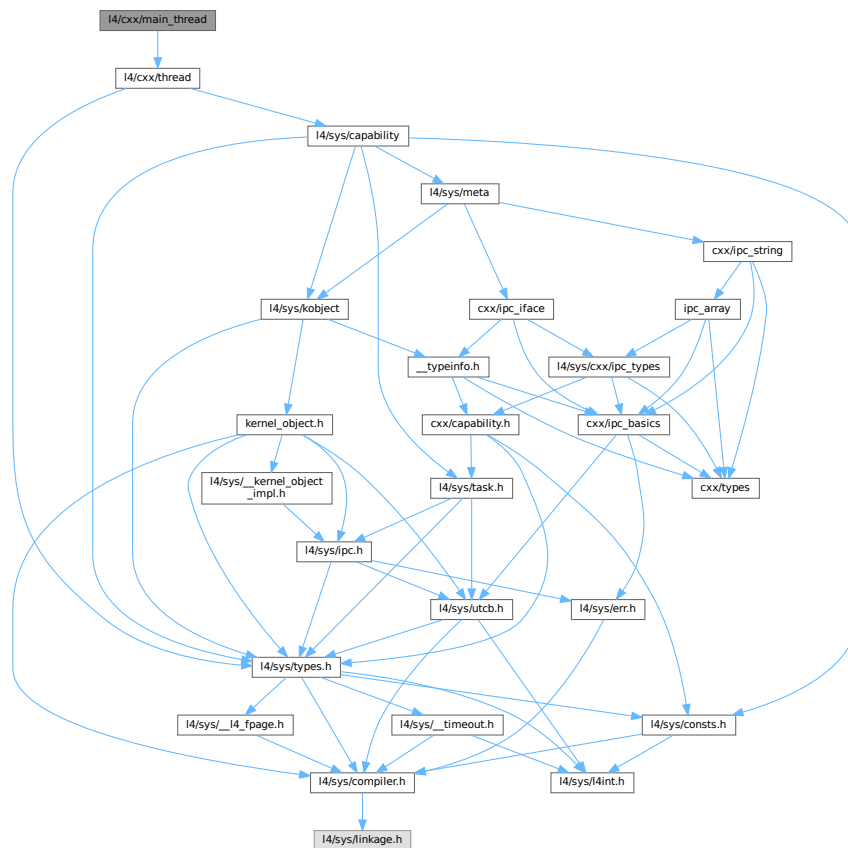 l4/cxx/main_thread
l4/cxx/thread
l4/sys/capability
l4/sys/meta
cxx/ipc_string
l4/sys/kobject
cxx/ipc_iface
ipc_array
__typeinfo.h
l4/sys/cxx/ipc_types
kernel_object.h
cxx/capability.h
cxx/ipc_basics
l4/sys/__kernel_object
_impl.h
l4/sys/task.h
cxx/types
l4/sys/ipc.h
l4/sys/utcb.h
l4/sys/err.h
l4/sys/types.h
l4/sys/__l4_fpage.h
l4/sys/__timeout.h
l4/sys/consts.h
l4/sys/compiler.h
l4/sys/l4int.h
l4/sys/linkage.h